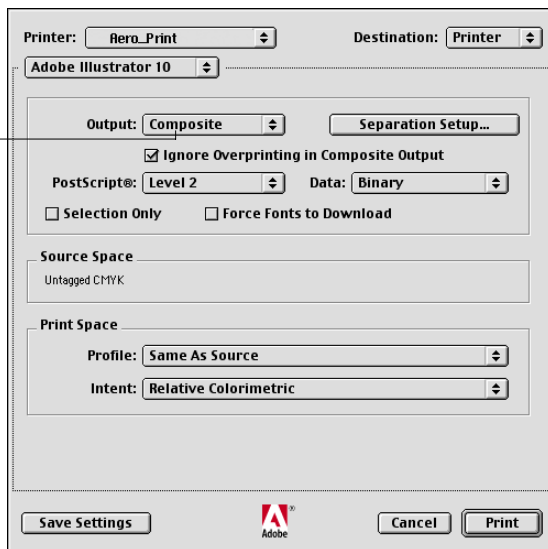 Printer: Aero_Print Destination: Printer
Adobe Illustrator 10
Output: Composite Separation Setup...
Ignore Overprinting in Composite Output
PostScript®: Level 2 Data: Binary
Selection Only Force Fonts to Download
Source Space
Untagged CMYK
Print Space
Profile: Same As Source
Intent: Relative Colorimetric
Save Settings Adobe® Cancel Print